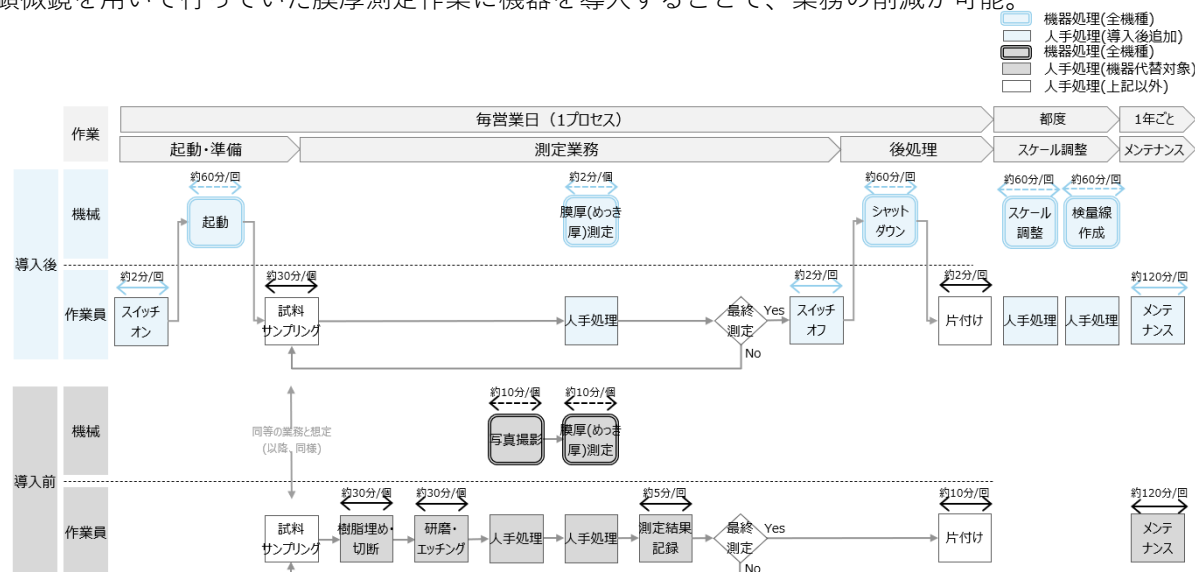 顕微鏡を用いて行っていた膜厚測定作業に機器を導入することで、業務の削減が可能。
機器処理(全機種)
人手処理(導入後追加)
機器処理(全機種)
人手処理(機器代替対象)
人手処理(上記以外)
作業
毎営業日(1プロセス)
都度
1年ごと
起動・準備
測定業務
後処理
スケール調整
メンテナンス
導入後
機械
約60分/回
起動
約2分/個
膜厚(めっき
厚)測定
約60分/回
シャット
ダウン
約60分/回
スケール
調整
約60分/回
検量線
作成
作業員
約2分/回
スイッチ
オン
約30分/個
試料
サンプリング
人手処理
最終
測定
Yes
No
約2分/回
スイッチ
オフ
約2分/回
片付け
人手処理
人手処理
約120分/回
メンテ
ナンス
同等の業務と想定
(以降、同様)
導入前
機械
約10分/個
写真撮影
約10分/個
膜厚(めっき
厚)測定
作業員
試料
サンプリング
約30分/個
樹脂埋め・
切断
約30分/個
研磨・
エッチング
人手処理
人手処理
約5分/回
測定結果
記録
最終
測定
Yes
No
約10分/回
片付け
約120分/回
メンテ
ナンス